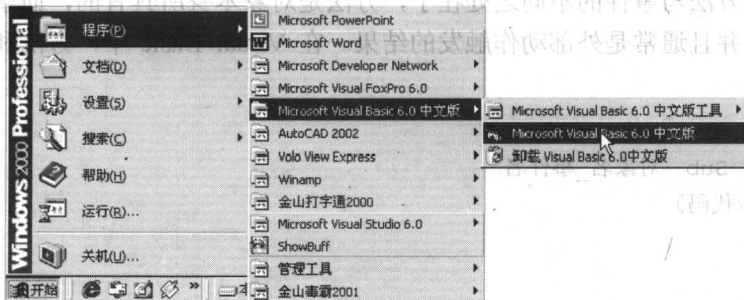 Windows 2000 Professional
程序(P)
文档(D)
设置(S)
搜索(C)
帮助(H)
运行(R)...
关机(U)...
开始
Microsoft PowerPoint
Microsoft Word
Microsoft Developer Network
Microsoft Visual FoxPro 6.0
Microsoft Visual Basic 6.0 中文版
AutoCAD 2002
Volo View Express
Winamp
金山打字通2000
Microsoft Visual Studio 6.0
ShowBuff
管理工具
金山毒霸2001
Microsoft Visual Basic 6.0 中文版工具
Microsoft Visual Basic 6.0 中文版
卸载 Visual Basic 6.0中文版